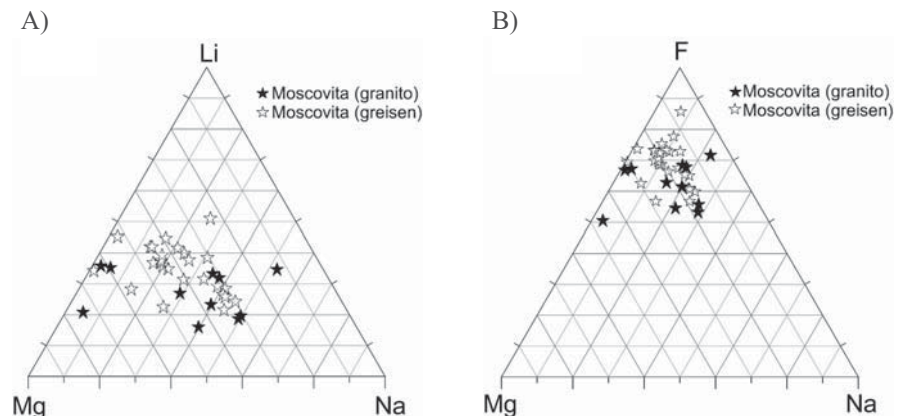 A)
Li
★ Moscovita (granito)
☆ Moscovita (greisen)
Mg
Na
B)
F
★ Moscovita (granito)
☆ Moscovita (greisen)
Mg
Na